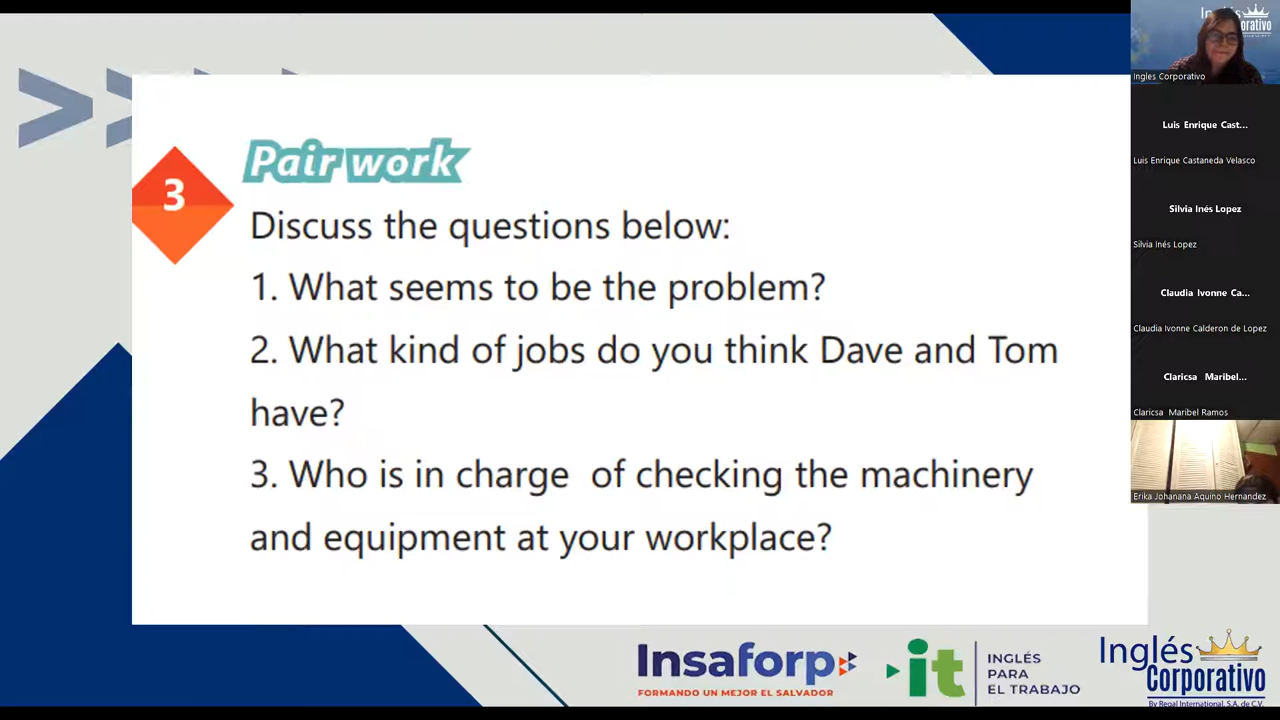 3
Pair work
Discuss the questions below:
1. What seems to be the problem?
2. What kind of jobs do you think Dave and Tom
have?
3. Who is in charge of checking the machinery
and equipment at your workplace?
Insaforp
FORMANDO UN MEJOR EL SALVADOR
it
INGLÉS
PARA
EL TRABAJO
Inglés
Corporativo
By Regal International, S.A. de C.V.
Ingles Corporativo
Luis Enrique Cast...
Luis Enrique Castaneda Velasco
Silvia Inés Lopez
Silvia Inés Lopez
Claudia Ivonne Ca...
Claudia Ivonne Calderon de Lopez
Claricsa Maribel...
Claricsa Maribel Ramos
Erika Johanana Aquino Hernandez